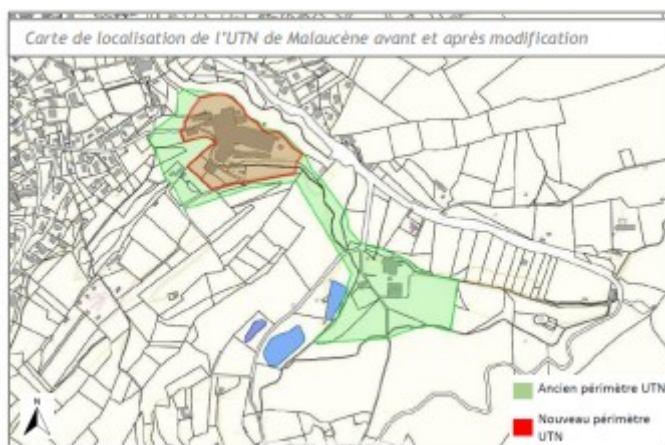 Carte de localisation de l'UTN de Malaucène avant et après modification
N
Ancien périmètre UTN
Nouveau périmètre
UTN